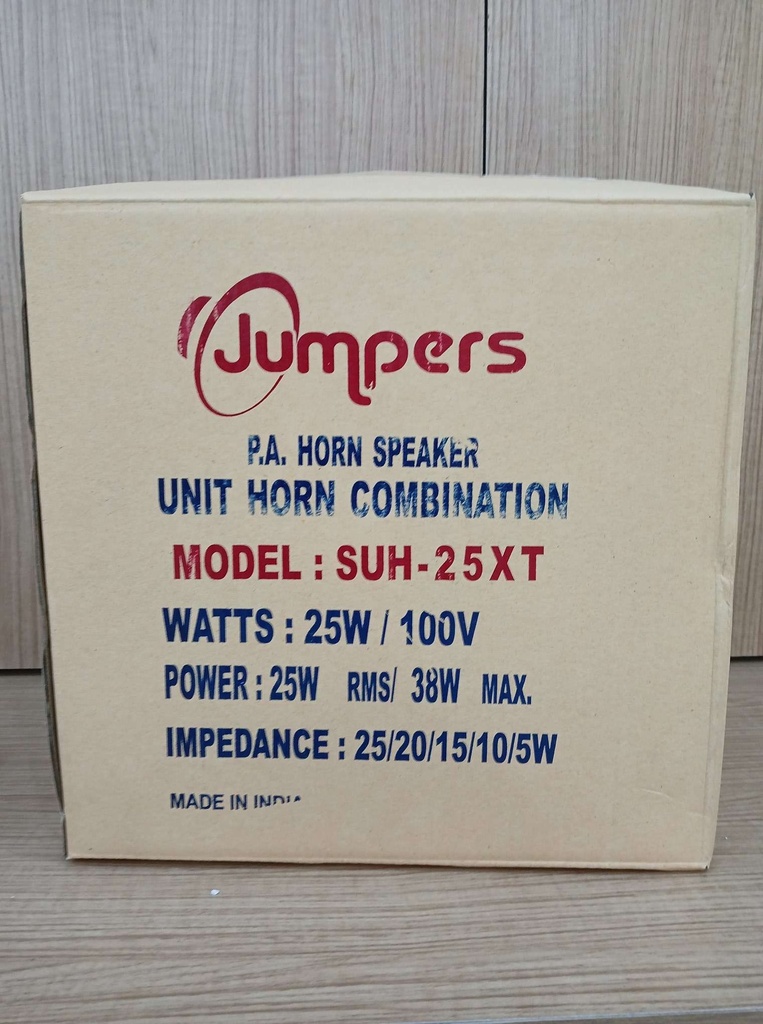 Jumpers
P.A. HORN SPEAKER
UNIT HORN COMBINATION
MODEL : SUH-25XT
WATTS : 25W / 100V
POWER : 25W RMS/ 38W MAX.
IMPEDANCE : 25/20/15/10/5W
MADE IN INDIA